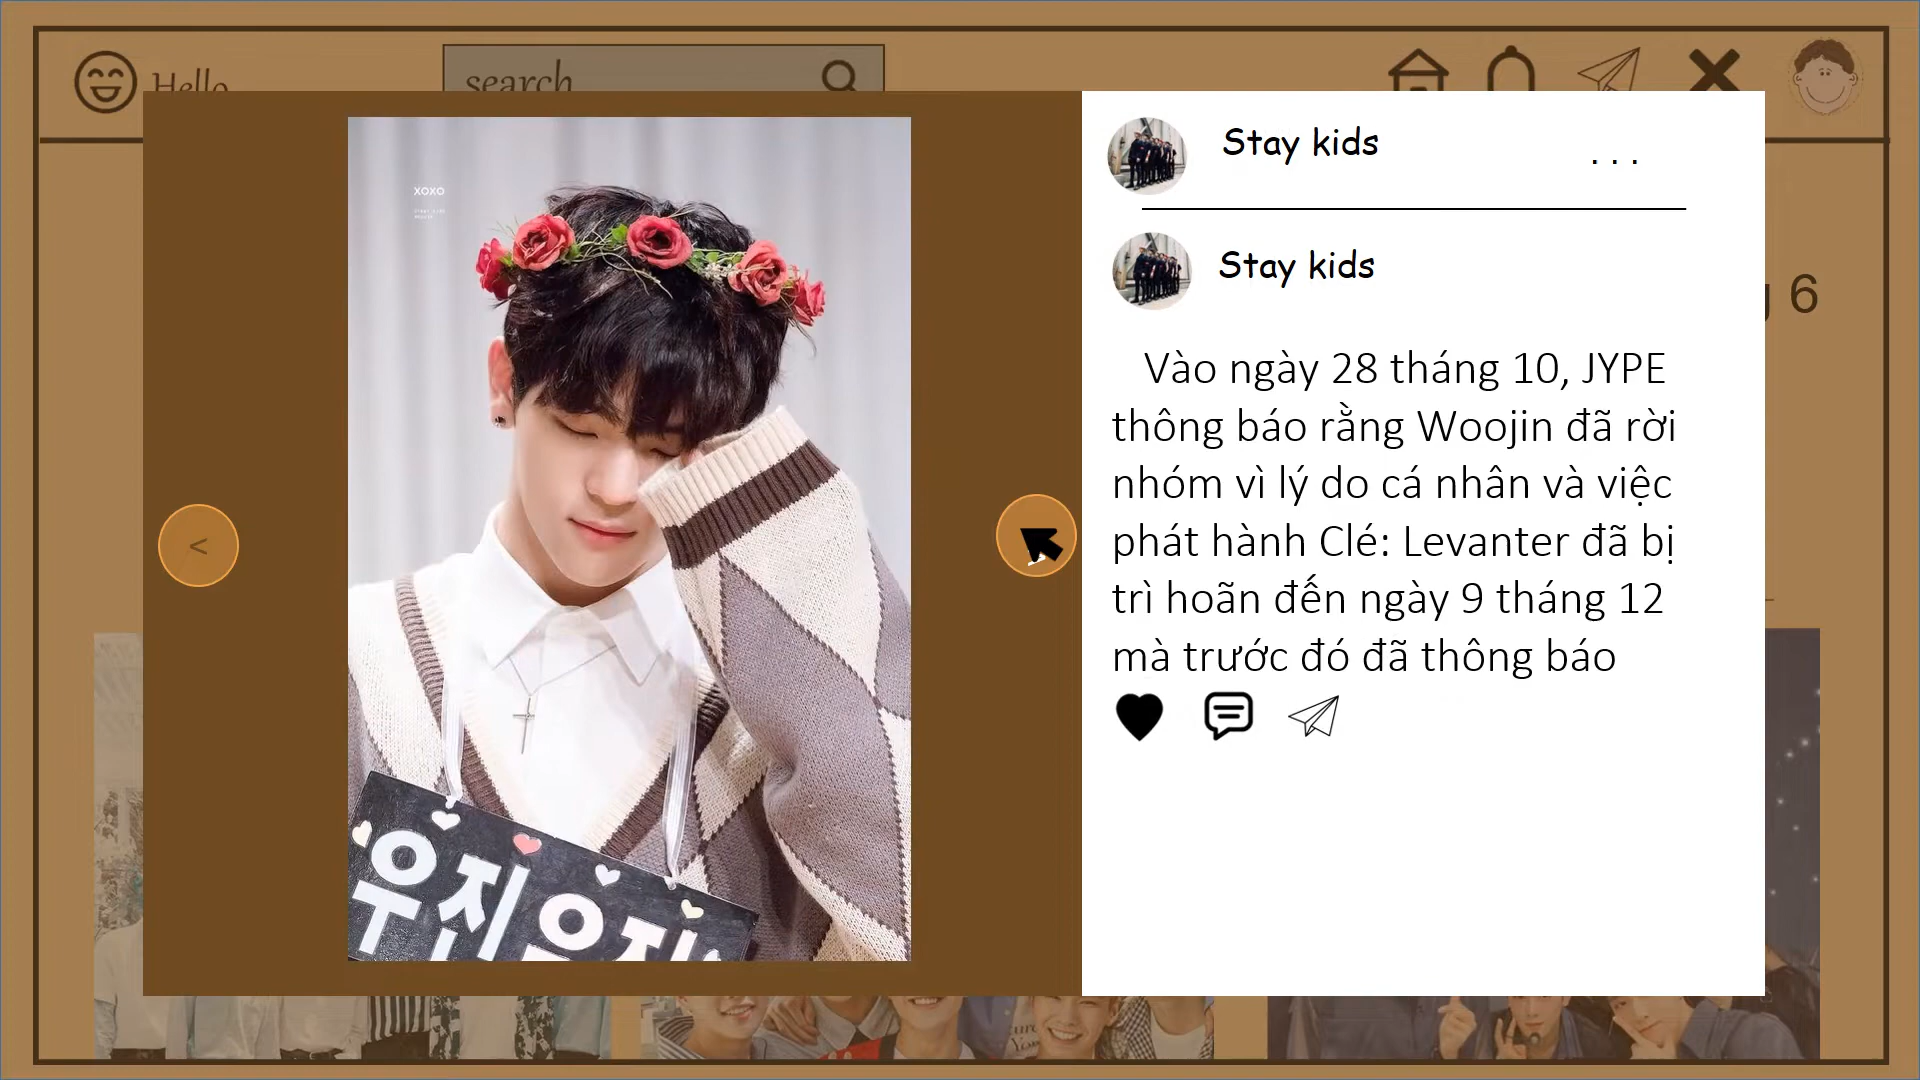 Hello
search
Stay kids
. . .
Stay kids
6
Vào ngày 28 tháng 10, JYPE
thông báo rằng Woojin đã rời
nhóm vì lý do cá nhân và việc
phát hành Clé: Levanter đã bị
trì hoãn đến ngày 9 tháng 12
mà trước đó đã thông báo
XOXO
<
우진우진